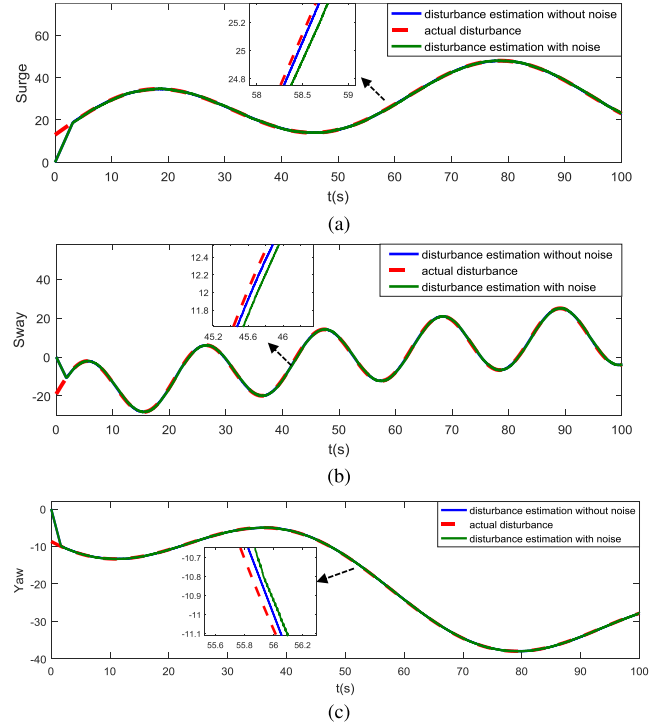 disturbance estimation without noise
actual disturbance
disturbance estimation with noise
25.2
25
24.8
58 58.5 59
60
40
20
0
Surge
0 10 20 30 40 50 60 70 80 90 100
t(s)
(a)
disturbance estimation without noise
actual disturbance
disturbance estimation with noise
12.4
12.2
12
11.8
45.2 45.6 46
40
20
0
-20
Sway
0 10 20 30 40 50 60 70 80 90 100
t(s)
(b)
disturbance estimation without noise
actual disturbance
disturbance estimation with noise
-10.7
-10.8
-10.9
-11
-11.1
55.6 55.8 56 56.2
0
-10
-20
-30
-40
Yaw
0 10 20 30 40 50 60 70 80 90 100
t(s)
(c)